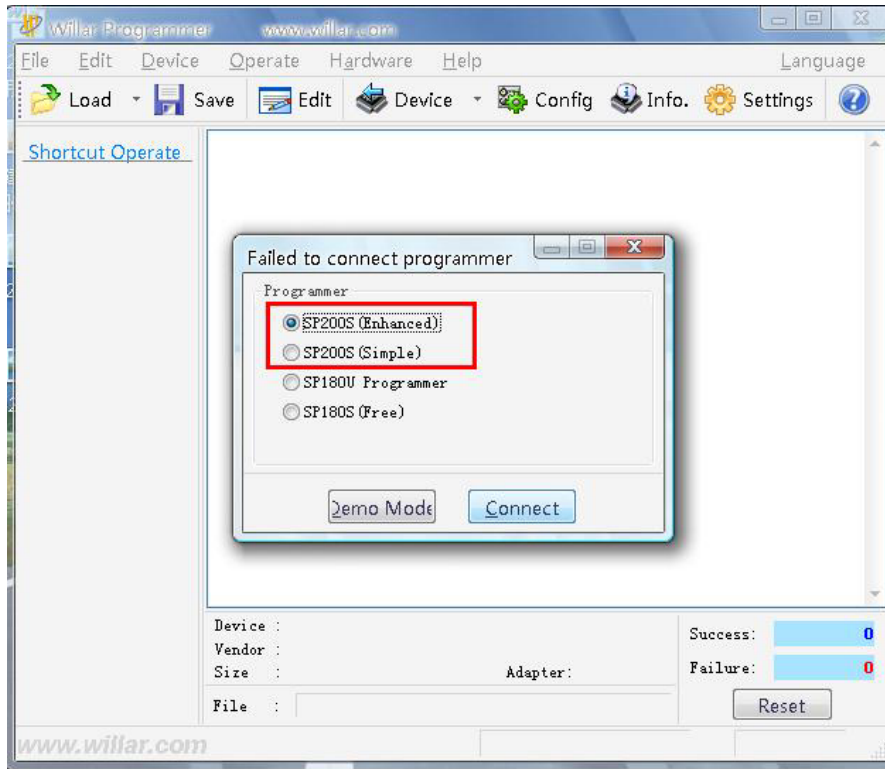 Willar Programmer www.willar.com
File Edit Device Operate Hardware Help Language
Load Save Edit Device Config Info. Settings
Shortcut Operate
Failed to connect programmer
Programmer
SP200S(Enhanced)
SP200S(Simple)
SP180U Programmer
SP180S(Free)
Demo Mode Connect
Device :
Vendor :
Size : Adapter:
File :
Success: 0
Failure: 0
Reset
www.willar.com